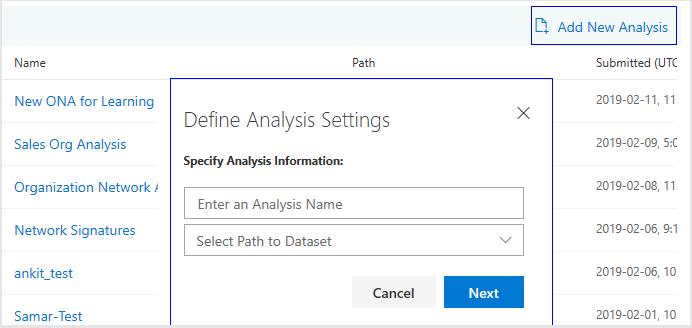 Add New Analysis
Name Path Submitted (UTC
New ONA for Learning 2019-02-11, 11
Sales Org Analysis 2019-02-09, 5:0
Organization Network 2019-02-08, 11
Network Signatures 2019-02-06, 9:1
ankit_test 2019-02-06, 10
Samar-Test 2019-02-01, 10
Define Analysis Settings
Specify Analysis Information:
Enter an Analysis Name
Select Path to Dataset
Cancel Next